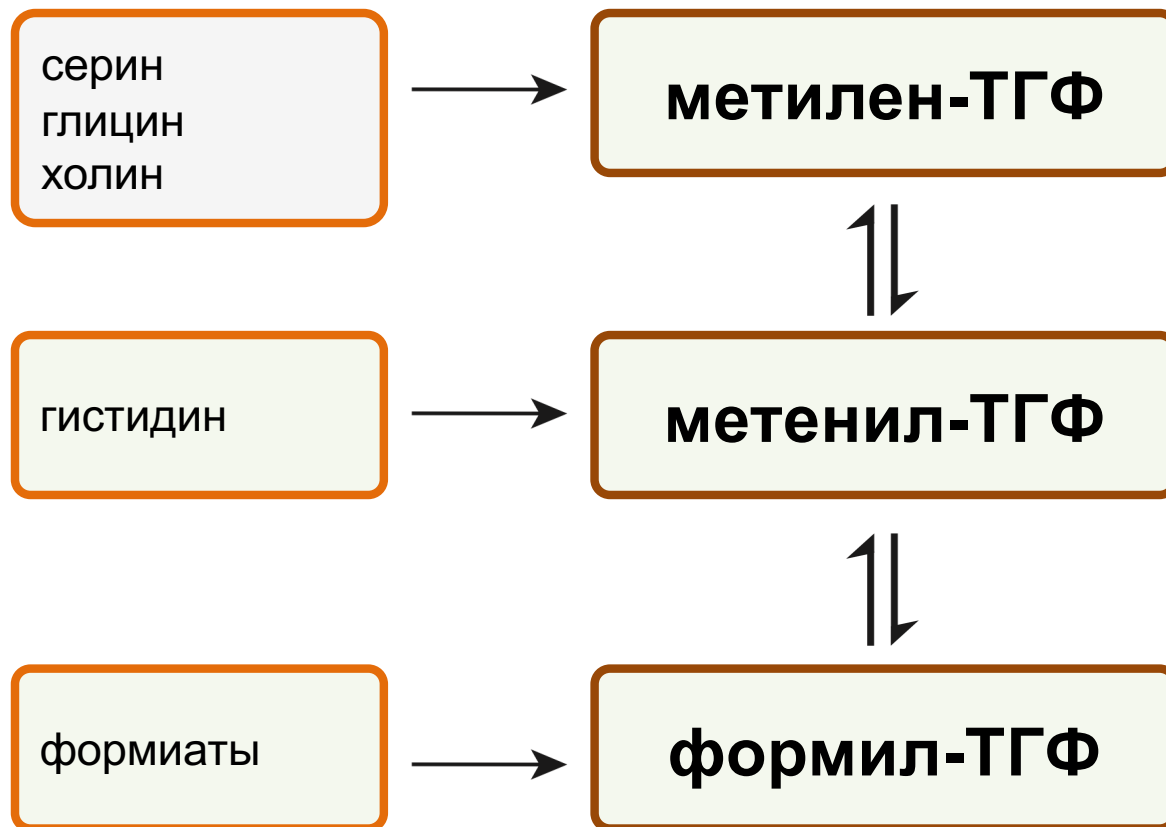 серин
глицин
холин
метилен-ТГФ
гистидин
метенил-ТГФ
формиаты
формил-ТГФ